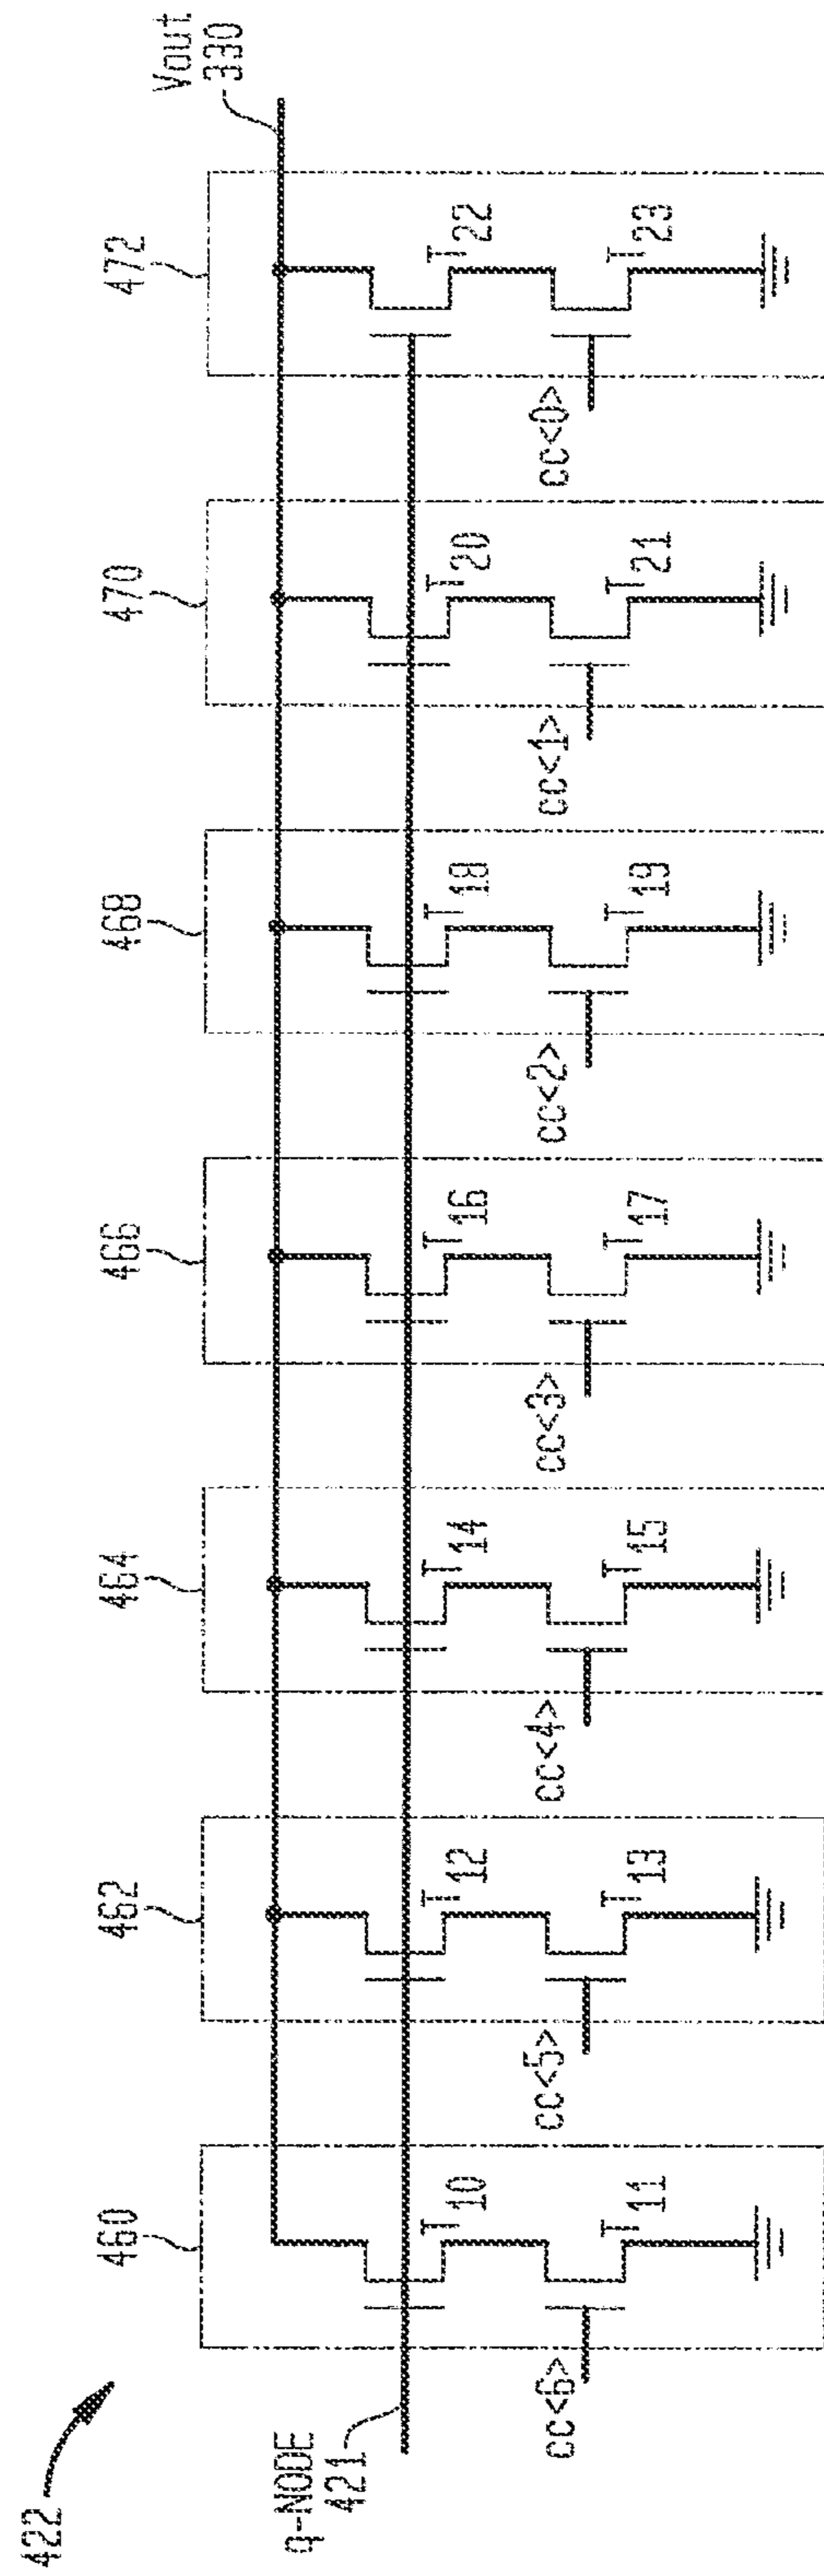 422
460
462
464
466
468
470
472
Vout
330
q-NODE
421
T10
T12
T14
T16
T18
T20
T22
cc<6>
cc<5>
cc<4>
cc<3>
cc<2>
cc<1>
cc<0>
T11
T13
T15
T17
T19
T21
T23